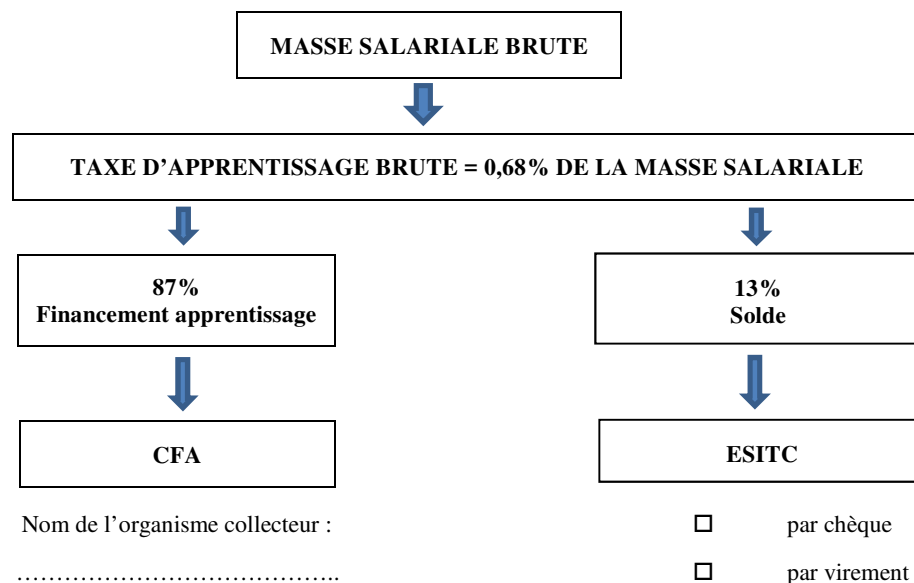 MASSE SALARIALE BRUTE
TAXE D’APPRENTISSAGE BRUTE = 0,68% DE LA MASSE SALARIALE
87%
Financement apprentissage
13%
Solde
CFA
ESITC
Nom de l’organisme collecteur :
…………………………………..
☐ par chèque
☐ par virement